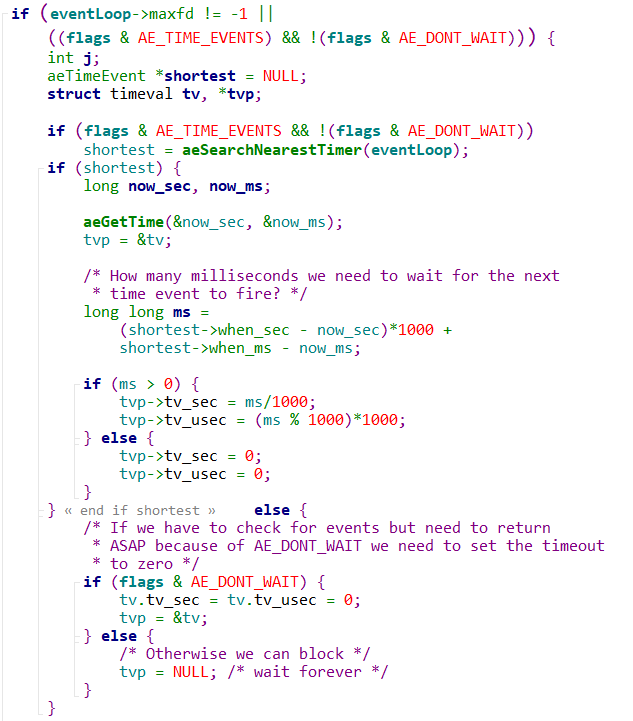 if (eventLoop->maxfd != -1 ||
    ((flags & AE_TIME_EVENTS) && !(flags & AE_DONT_WAIT))) {
    int j;
    aeTimeEvent *shortest = NULL;
    struct timeval tv, *tvp;

    if (flags & AE_TIME_EVENTS && !(flags & AE_DONT_WAIT))
        shortest = aeSearchNearestTimer(eventLoop);
    if (shortest) {
        long now_sec, now_ms;

        aeGetTime(&now_sec, &now_ms);
        tvp = &tv;

        /* How many milliseconds we need to wait for the next
         * time event to fire? */
        long long ms =
            (shortest->when_sec - now_sec)*1000 +
            shortest->when_ms - now_ms;

        if (ms > 0) {
            tvp->tv_sec = ms/1000;
            tvp->tv_usec = (ms % 1000)*1000;
        } else {
            tvp->tv_sec = 0;
            tvp->tv_usec = 0;
        }
    } « end if shortest » else {
        /* If we have to check for events but need to return
         * ASAP because of AE_DONT_WAIT we need to set the timeout
         * to zero */
        if (flags & AE_DONT_WAIT) {
            tv.tv_sec = tv.tv_usec = 0;
            tvp = &tv;
        } else {
            /* Otherwise we can block */
            tvp = NULL; /* wait forever */
        }
    }